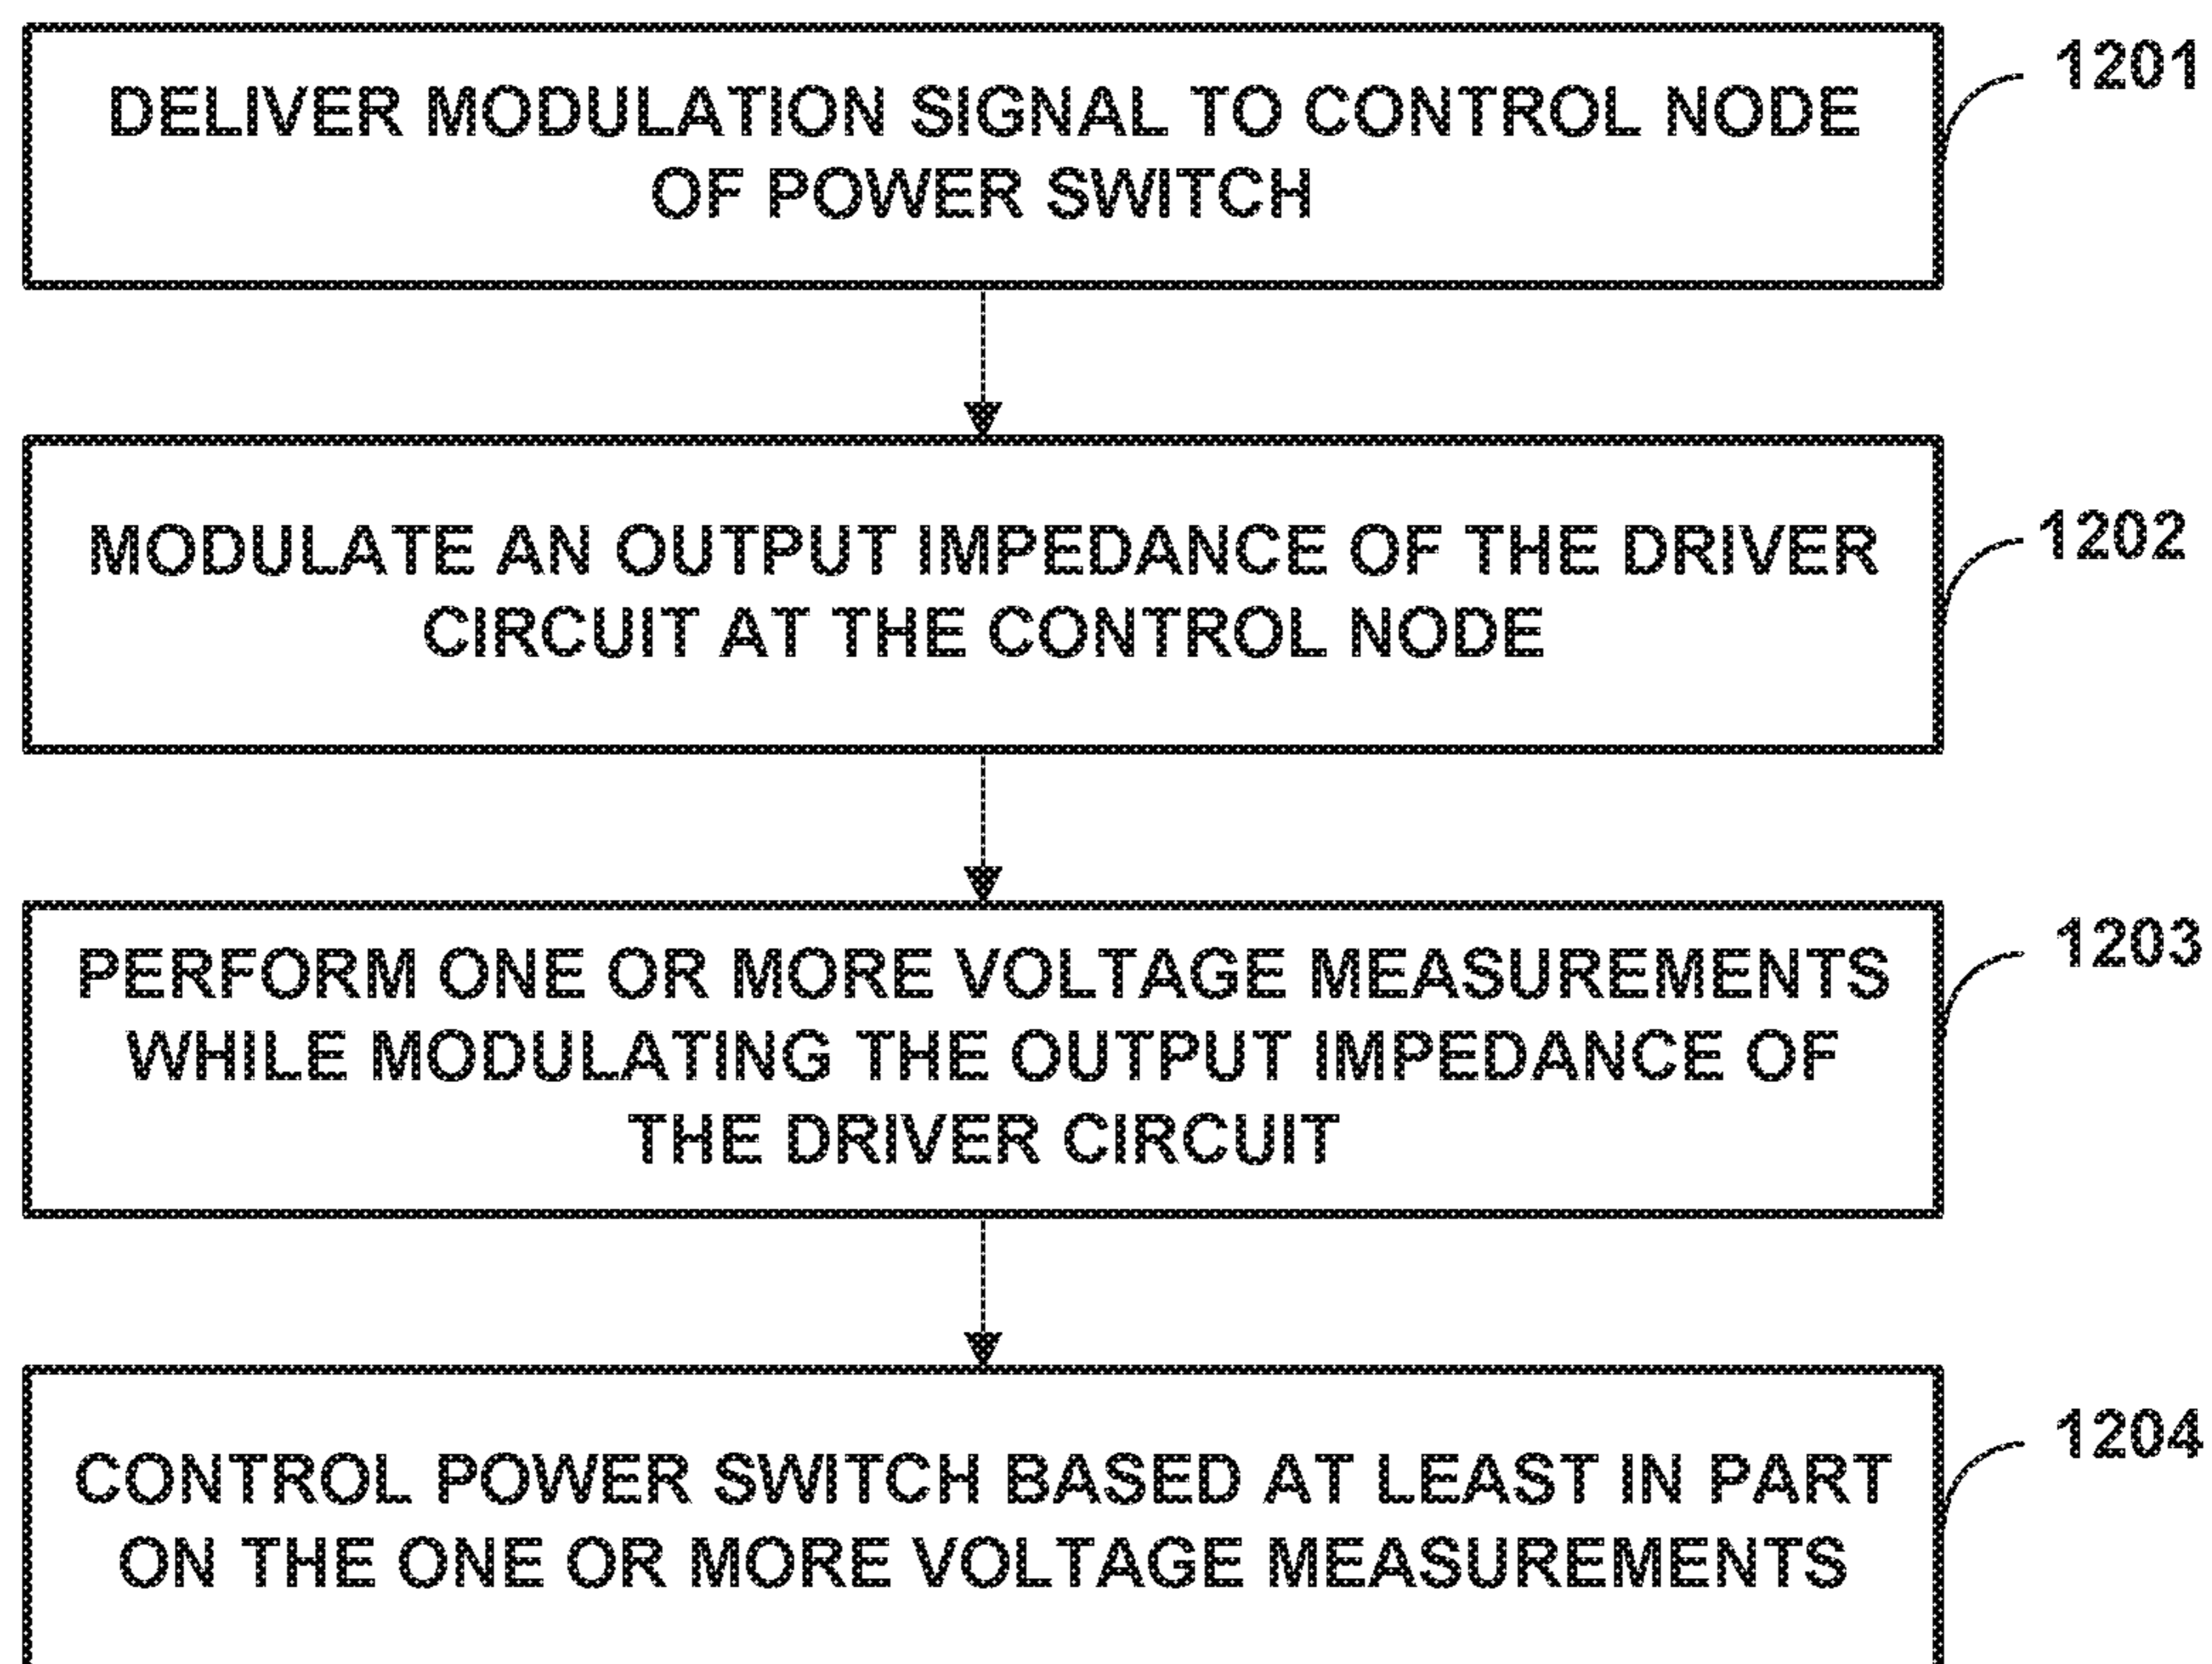 DELIVER MODULATION SIGNAL TO CONTROL NODE
OF POWER SWITCH
1201
MODULATE AN OUTPUT IMPEDANCE OF THE DRIVER
CIRCUIT AT THE CONTROL NODE
1202
PERFORM ONE OR MORE VOLTAGE MEASUREMENTS
WHILE MODULATING THE OUTPUT IMPEDANCE OF
THE DRIVER CIRCUIT
1203
CONTROL POWER SWITCH BASED AT LEAST IN PART
ON THE ONE OR MORE VOLTAGE MEASUREMENTS
1204